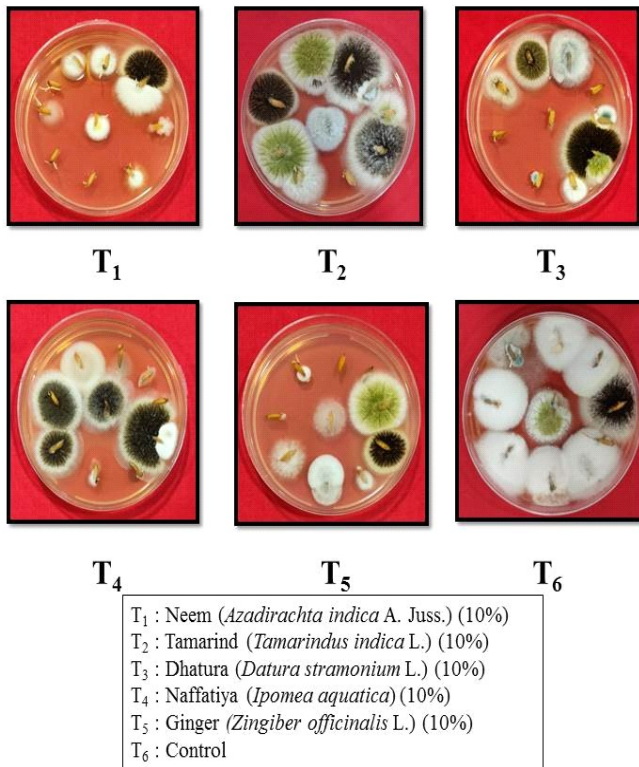 T₁ T₂ T₃
T₄ T₅ T₆
T₁ : Neem (Azadirachta indica A. Juss.) (10%)
T₂ : Tamarind (Tamarindus indica L.) (10%)
T₃ : Dhatura (Datura stramonium L.) (10%)
T₄ : Naffatiya (Ipomea aquatica) (10%)
T₅ : Ginger (Zingiber officinalis L.) (10%)
T₆ : Control